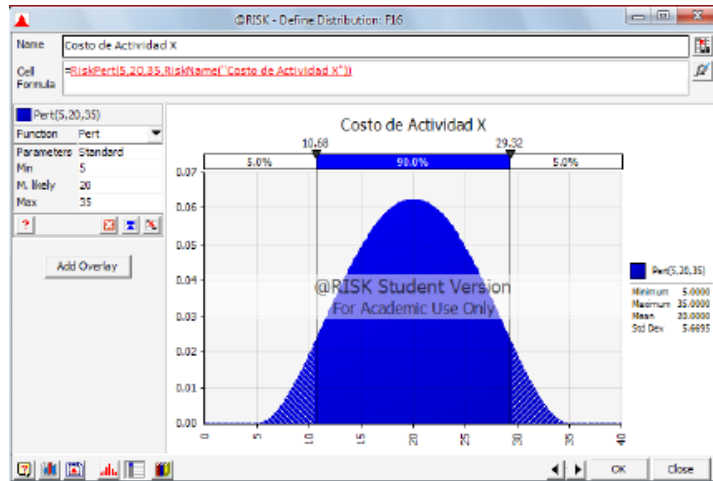 @RISK - Define Distribution: F16
Name Costo de Actividad X
Cell Formula =RiskPert(5,20,35,RiskName("Costo de Actividad X"))
Pert(5,20,35)
Function Pert
Parameters Standard
Min 5
M. likely 20
Max 35
Add Overlay
Costo de Actividad X
10.68 29.32
5.0% 90.0% 5.0%
0.07
0.06
0.05
0.04
0.03
0.02
0.01
0.00
0 5 10 15 20 25 30 35 40
@RISK Student Version
For Academic Use Only
Pert(5,20,35)
Minimum 5.0000
Maximum 35.0000
Mean 20.0000
Std Dev 5.6695
OK Close